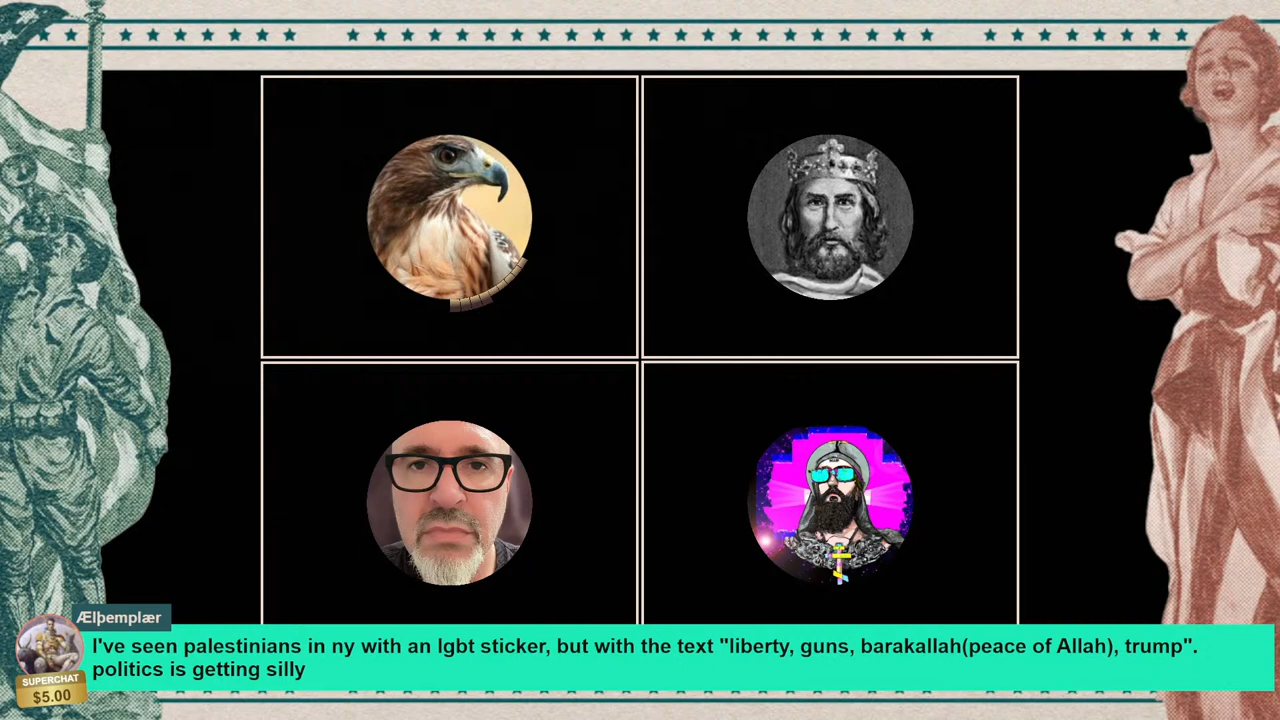 Ælþemplær
I've seen palestinians in ny with an lgbt sticker, but with the text "liberty, guns, barakallah(peace of Allah), trump".
politics is getting silly
SUPERCHAT
$5.00